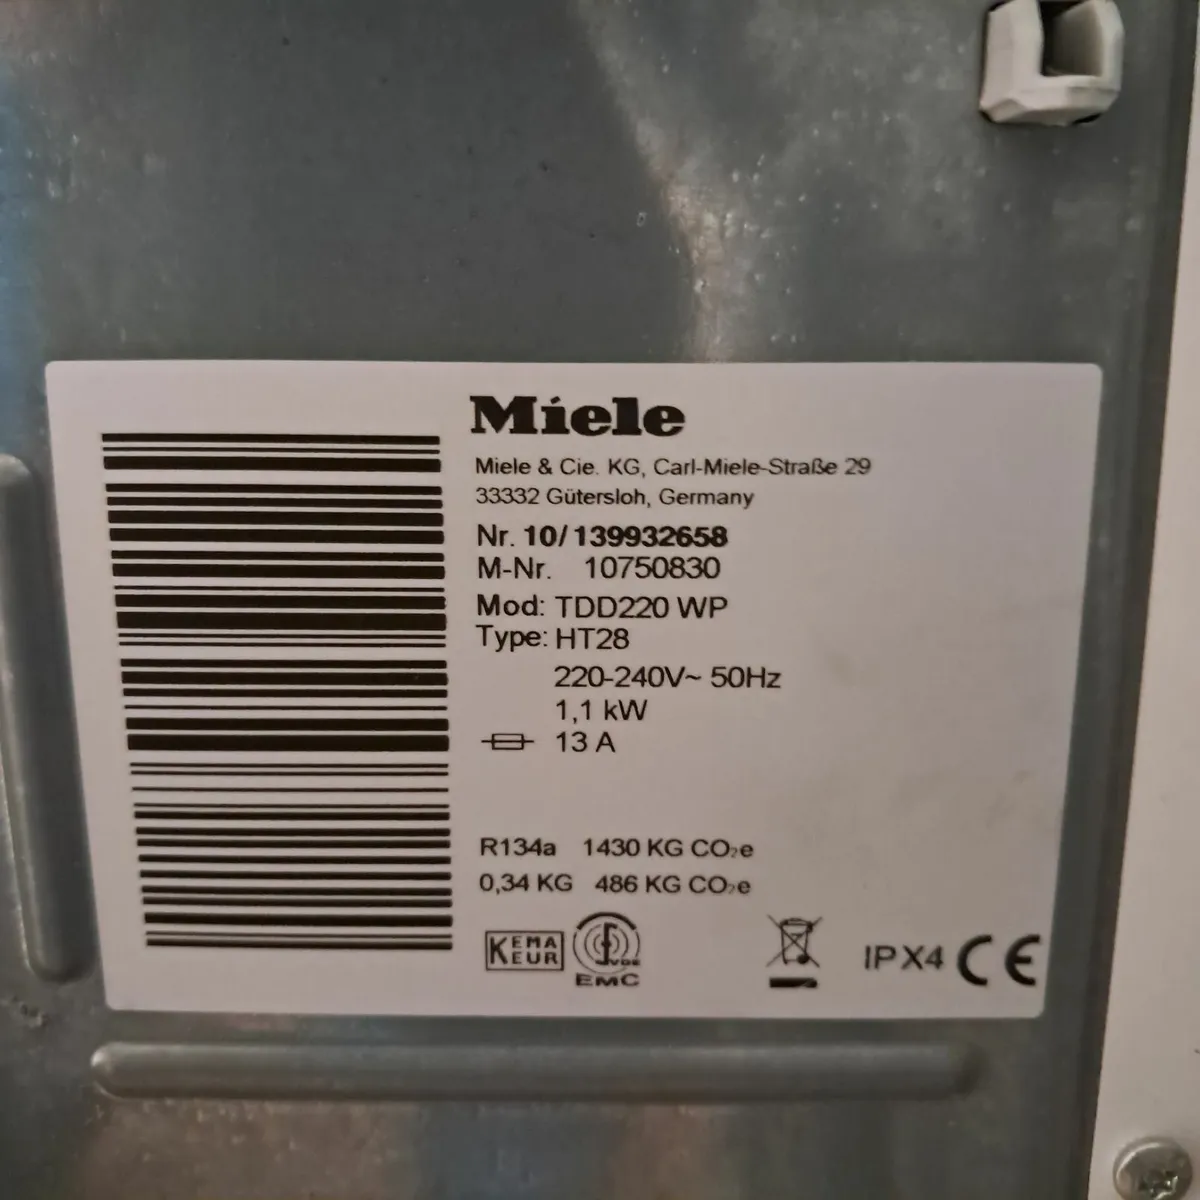 Miele
Miele & Cie. KG, Carl-Miele-Straße 29
33332 Gütersloh, Germany
Nr. 10/139932658
M-Nr. 10750830
Mod: TDD220 WP
Type: HT28
220-240V~ 50Hz
1,1 kW
13 A
R134a 1430 KG CO₂e
0,34 KG 486 KG CO₂e
KEMA
EUR
VDE
EMC
IPX4 CE